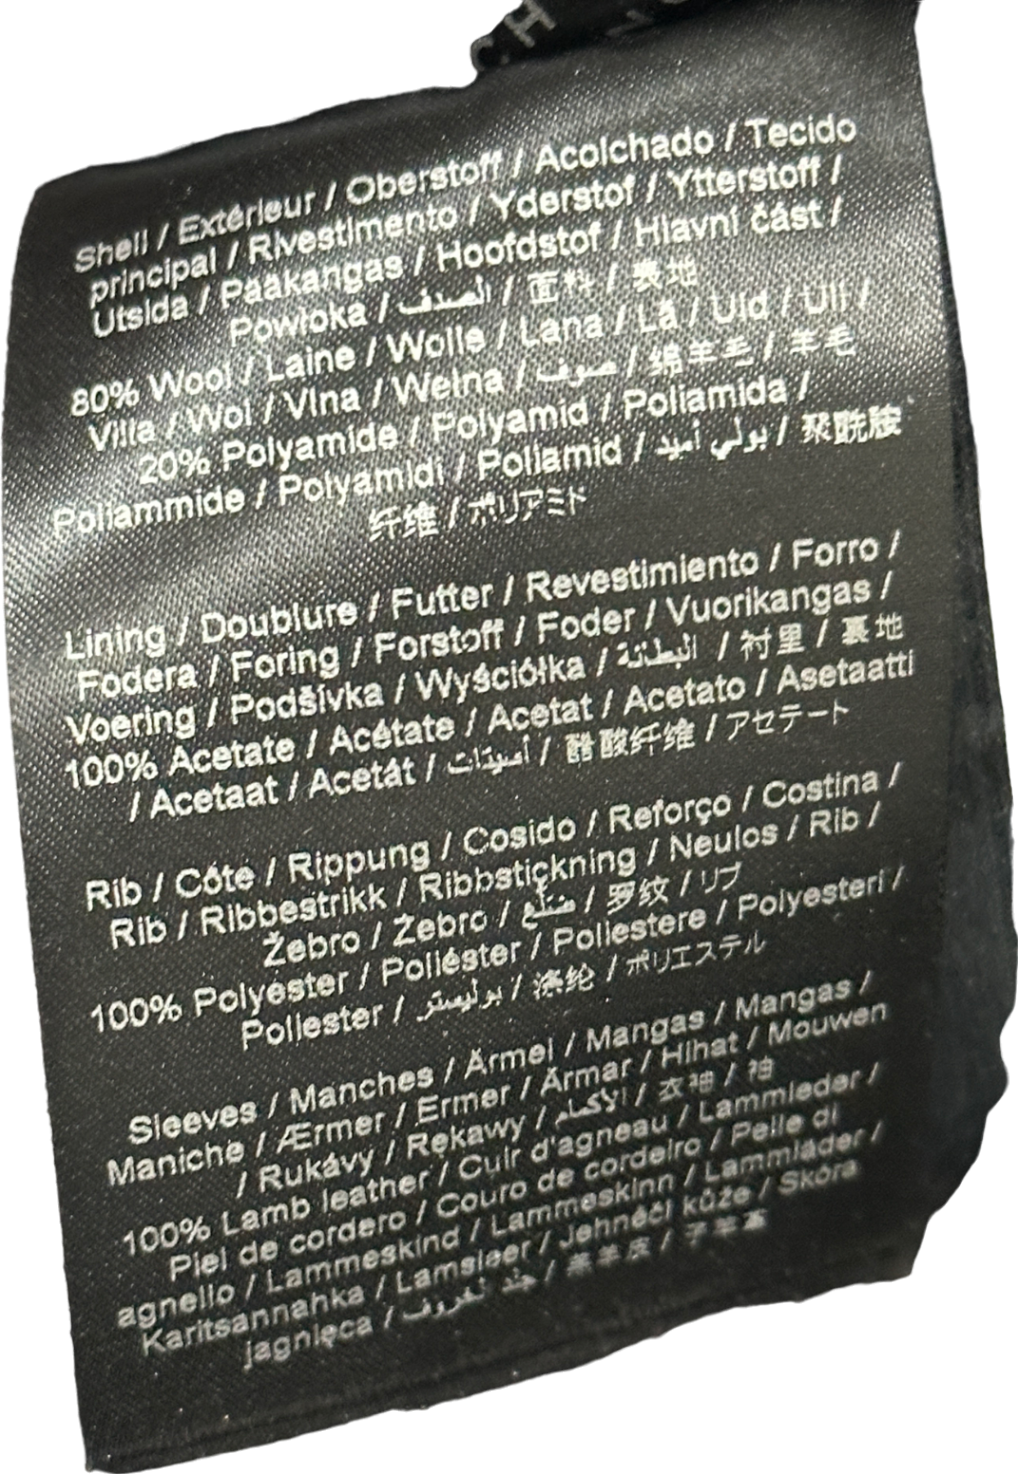 Shell / Extérieur / Oberstoff / Acolchado / Tecido
principal / Rivestimento / Yderstof / Ytterstoff /
Utsida / Pääkangas / Hoofdstof / Hlavní část /
Powłoka / الصدف / 面料 / 表地
80% Wool / Laine / Wolle / Lana / Lã / Uld / Ull /
Villa / Wol / Vlna / Wełna / صوف / 绵羊毛 / 羊毛
20% Polyamide / Polyamid / Poliamida /
Poliammide / Polyamidi / Poliamid / بولي أميد / 聚酰胺
纤维 / ポリアミド
Lining / Doublure / Futter / Revestimiento / Forro /
Fodera / Foring / Forstoff / Foder / Vuorikangas /
Voering / Podšívka / Wyściółka / البطانة / 衬里 / 裏地
100% Acetate / Acétate / Acetat / Acetato / Asetaatti
/ Acetaat / Acetát / أسيتات / 醋酸纤维 / アセテート
Rib / Côte / Rippung / Cosido / Reforço / Costina /
Rib / Ribbestrikk / Ribbstickning / Neulos / Rib /
Žebro / Żebro / مضلّع / 罗纹 / リブ
100% Polyester / Poliéster / Poliestere / Polyesteri /
Poliester / بوليستر / 涤纶 / ポリエステル
Sleeves / Manches / Ärmel / Mangas / Mangas /
Maniche / Ærmer / Ermer / Ärmar / Hihat / Mouwen
/ Rukávy / Rękawy / الأكمام / 衣袖 / 袖
100% Lamb leather / Cuir d'agneau / Lammleder /
Piel de cordero / Couro de cordeiro / Pelle di
agnello / Lammeskind / Lammeskinn / Lammläder /
Karitsannahka / Lamsleer / Jehněčí kůže / Skóra
jagnięca / جلد الخروف / 羔羊皮 / 子羊革